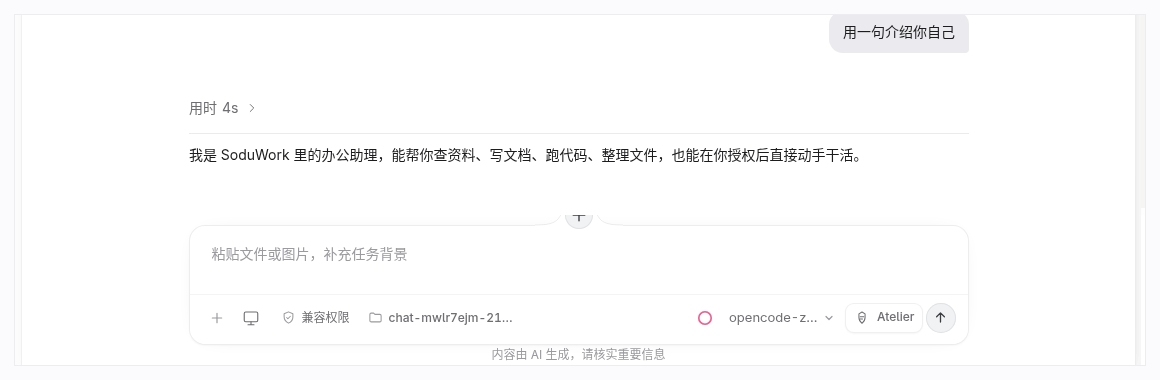 用一句介绍你自己
用时 4s
我是 SoduWork 里的办公助理，能帮你查资料、写文档、跑代码、整理文件，也能在你授权后直接动手干活。
粘贴文件或图片，补充任务背景
兼容权限 chat-mwlr7ejm-21... opencode-z... Atelier
内容由 AI 生成，请核实重要信息